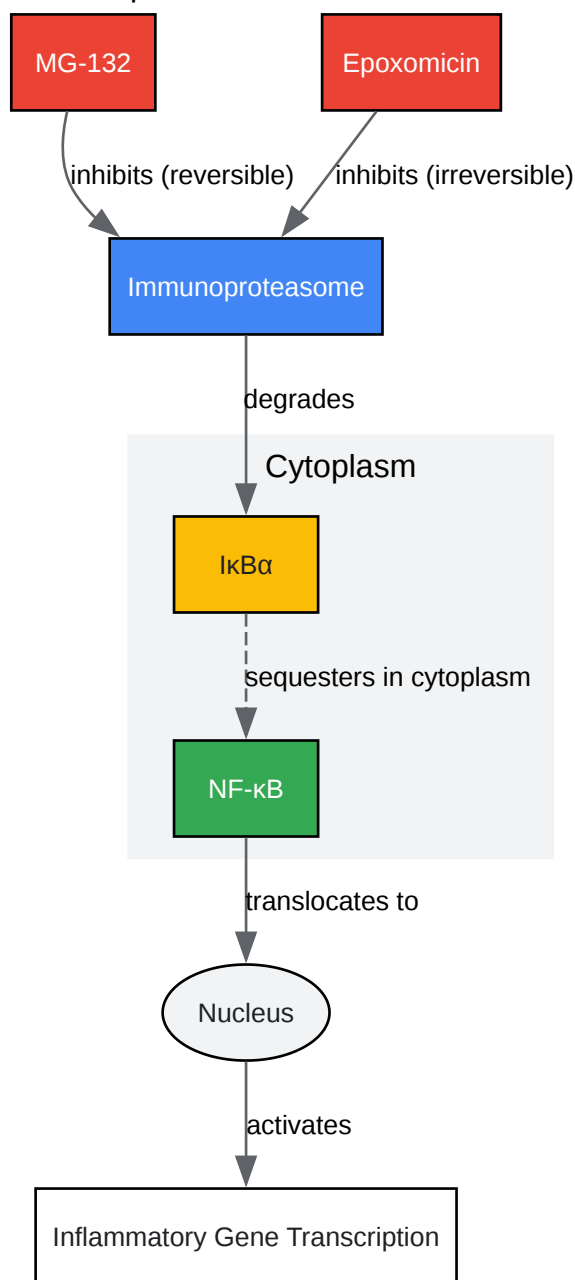 MG-132
Epoxomicin
inhibits (reversible)
inhibits (irreversible)
Immunoproteasome
degrades
Cytoplasm
IκBα
sequesters in cytoplasm
NF-κB
translocates to
Nucleus
activates
Inflammatory Gene Transcription